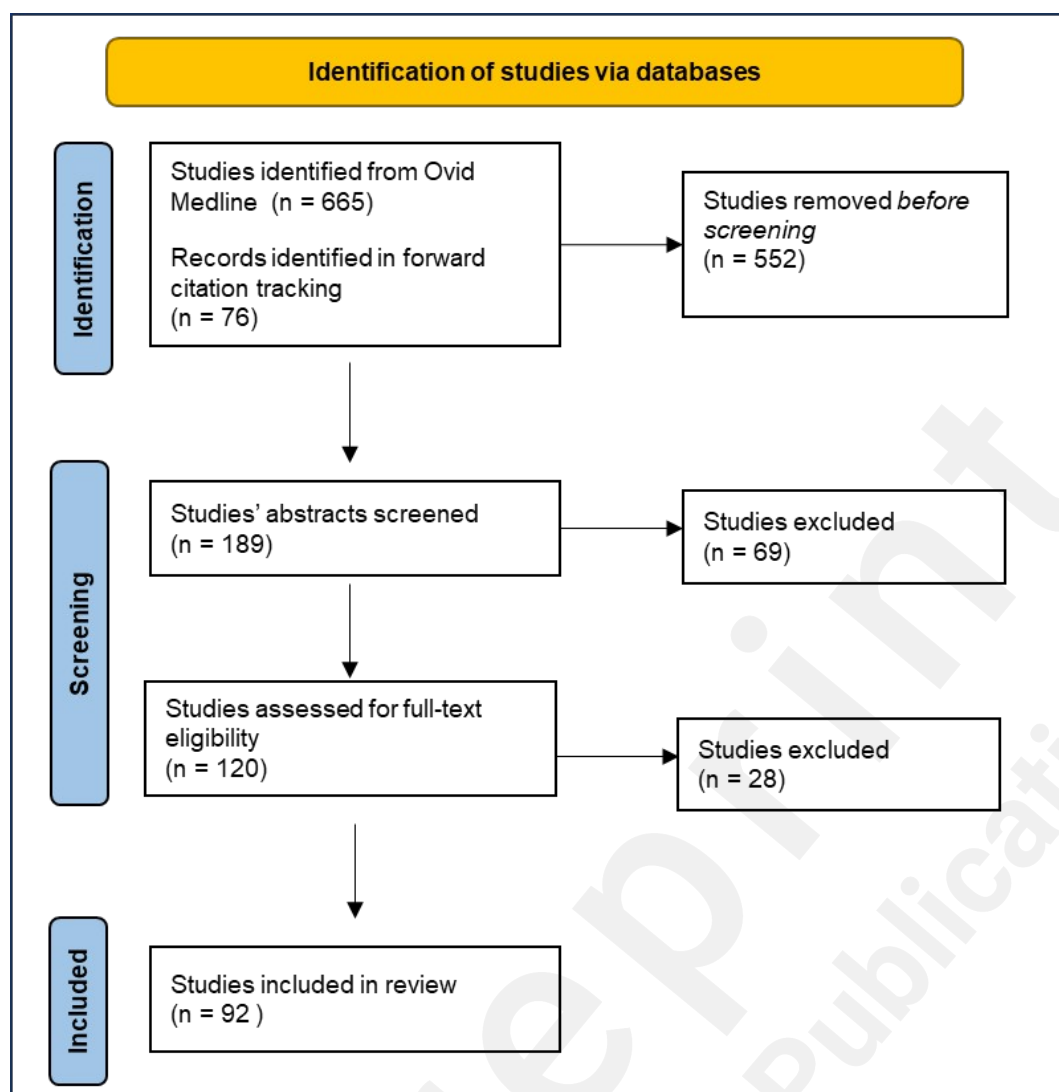 Identification of studies via databases
Identification
Studies identified from Ovid
Medline (n = 665)
Records identified in forward
citation tracking
(n = 76)
Studies removed before
screening
(n = 552)
Screening
Studies' abstracts screened
(n = 189)
Studies excluded
(n = 69)
Studies assessed for full-text
eligibility
(n = 120)
Studies excluded
(n = 28)
Included
Studies included in review
(n = 92 )